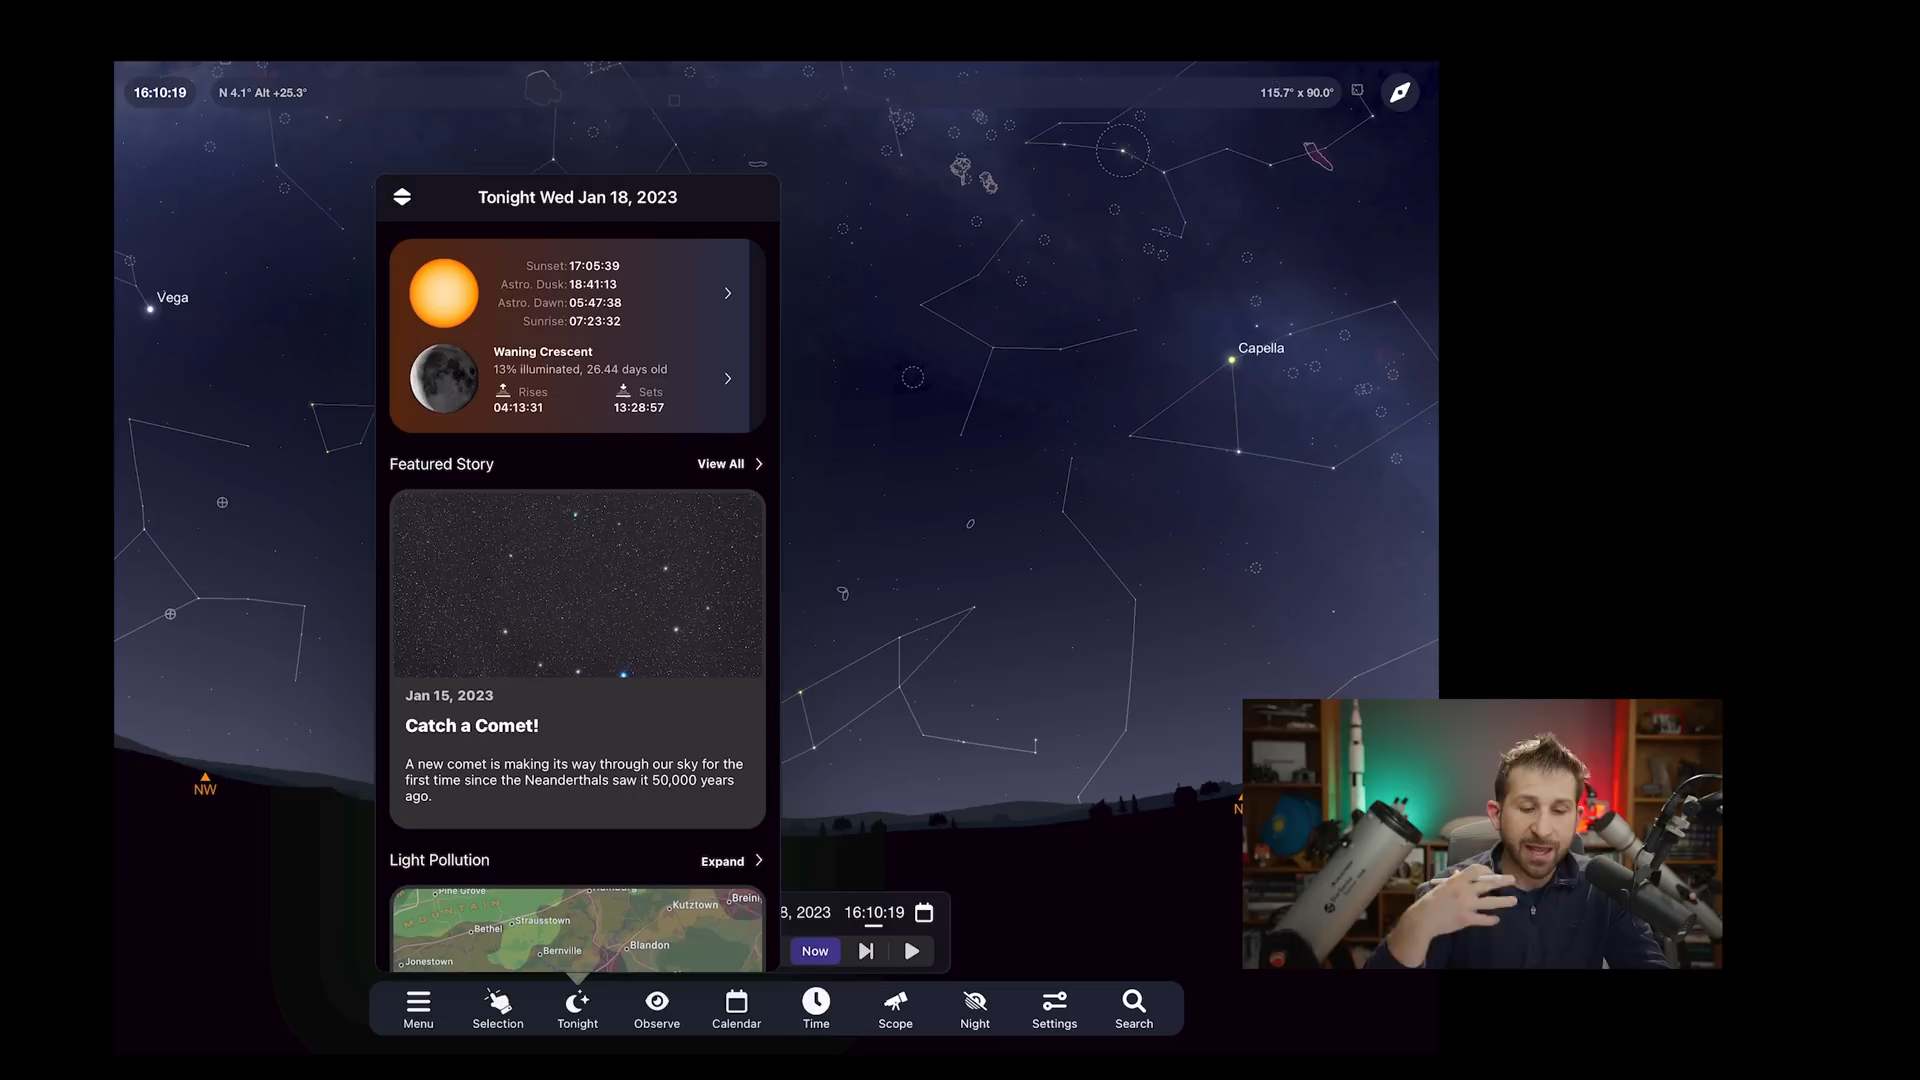 16:10:19
N 4.1° Alt +25.3°
115.7° x 90.0°
Tonight Wed Jan 18, 2023
Sunset: 17:05:39
Astro. Dusk: 18:41:13
Astro. Dawn: 05:47:38
Sunrise: 07:23:32
Waning Crescent
13% illuminated, 26.44 days old
Rises
Sets
04:13:31
13:28:57
Vega
Capella
Featured Story
View All
Jan 15, 2023
Catch a Comet!
A new comet is making its way through our sky for the
first time since the Neanderthals saw it 50,000 years
ago.
NW
N
Light Pollution
Expand
Pine Grove
Kutztown
Breini
MOUNTAIN
Strausstown
Bethel
Bernville
Blandon
Jonestown
8, 2023 16:10:19
Now
Menu
Selection
Tonight
Observe
Calendar
Time
Scope
Night
Settings
Search